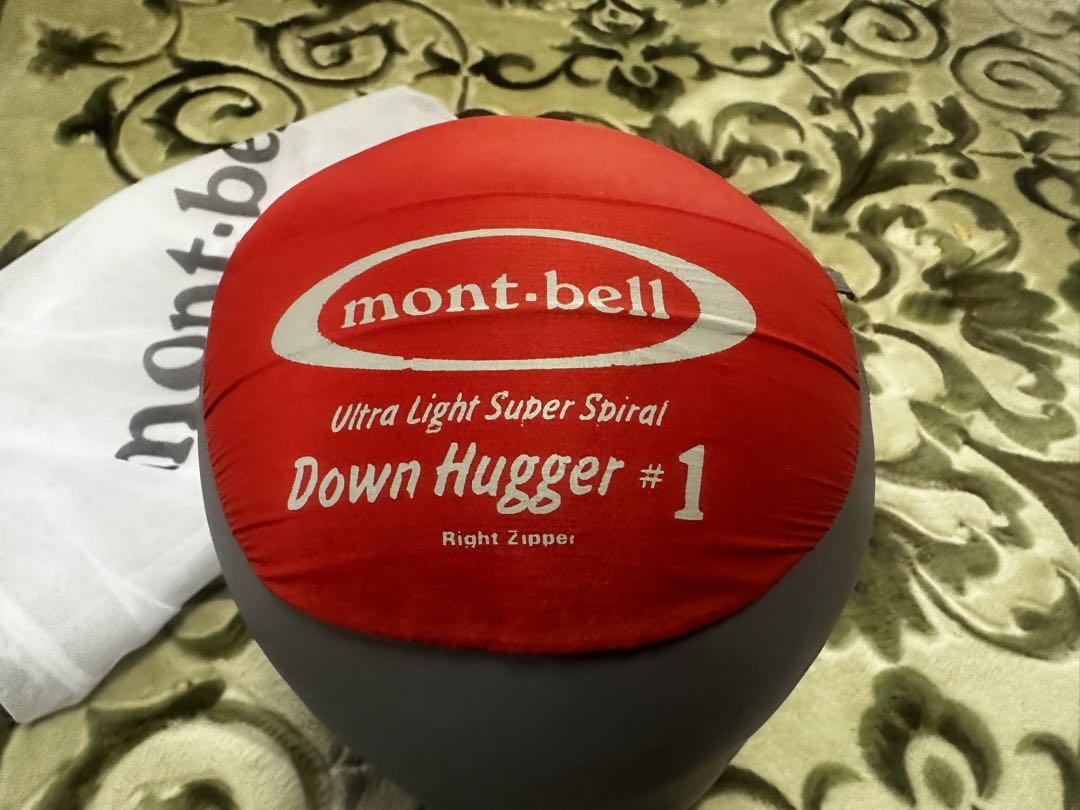 mont-be
mont·bell
Ultra Light Super Spiral
Down Hugger #1
Right Zipper